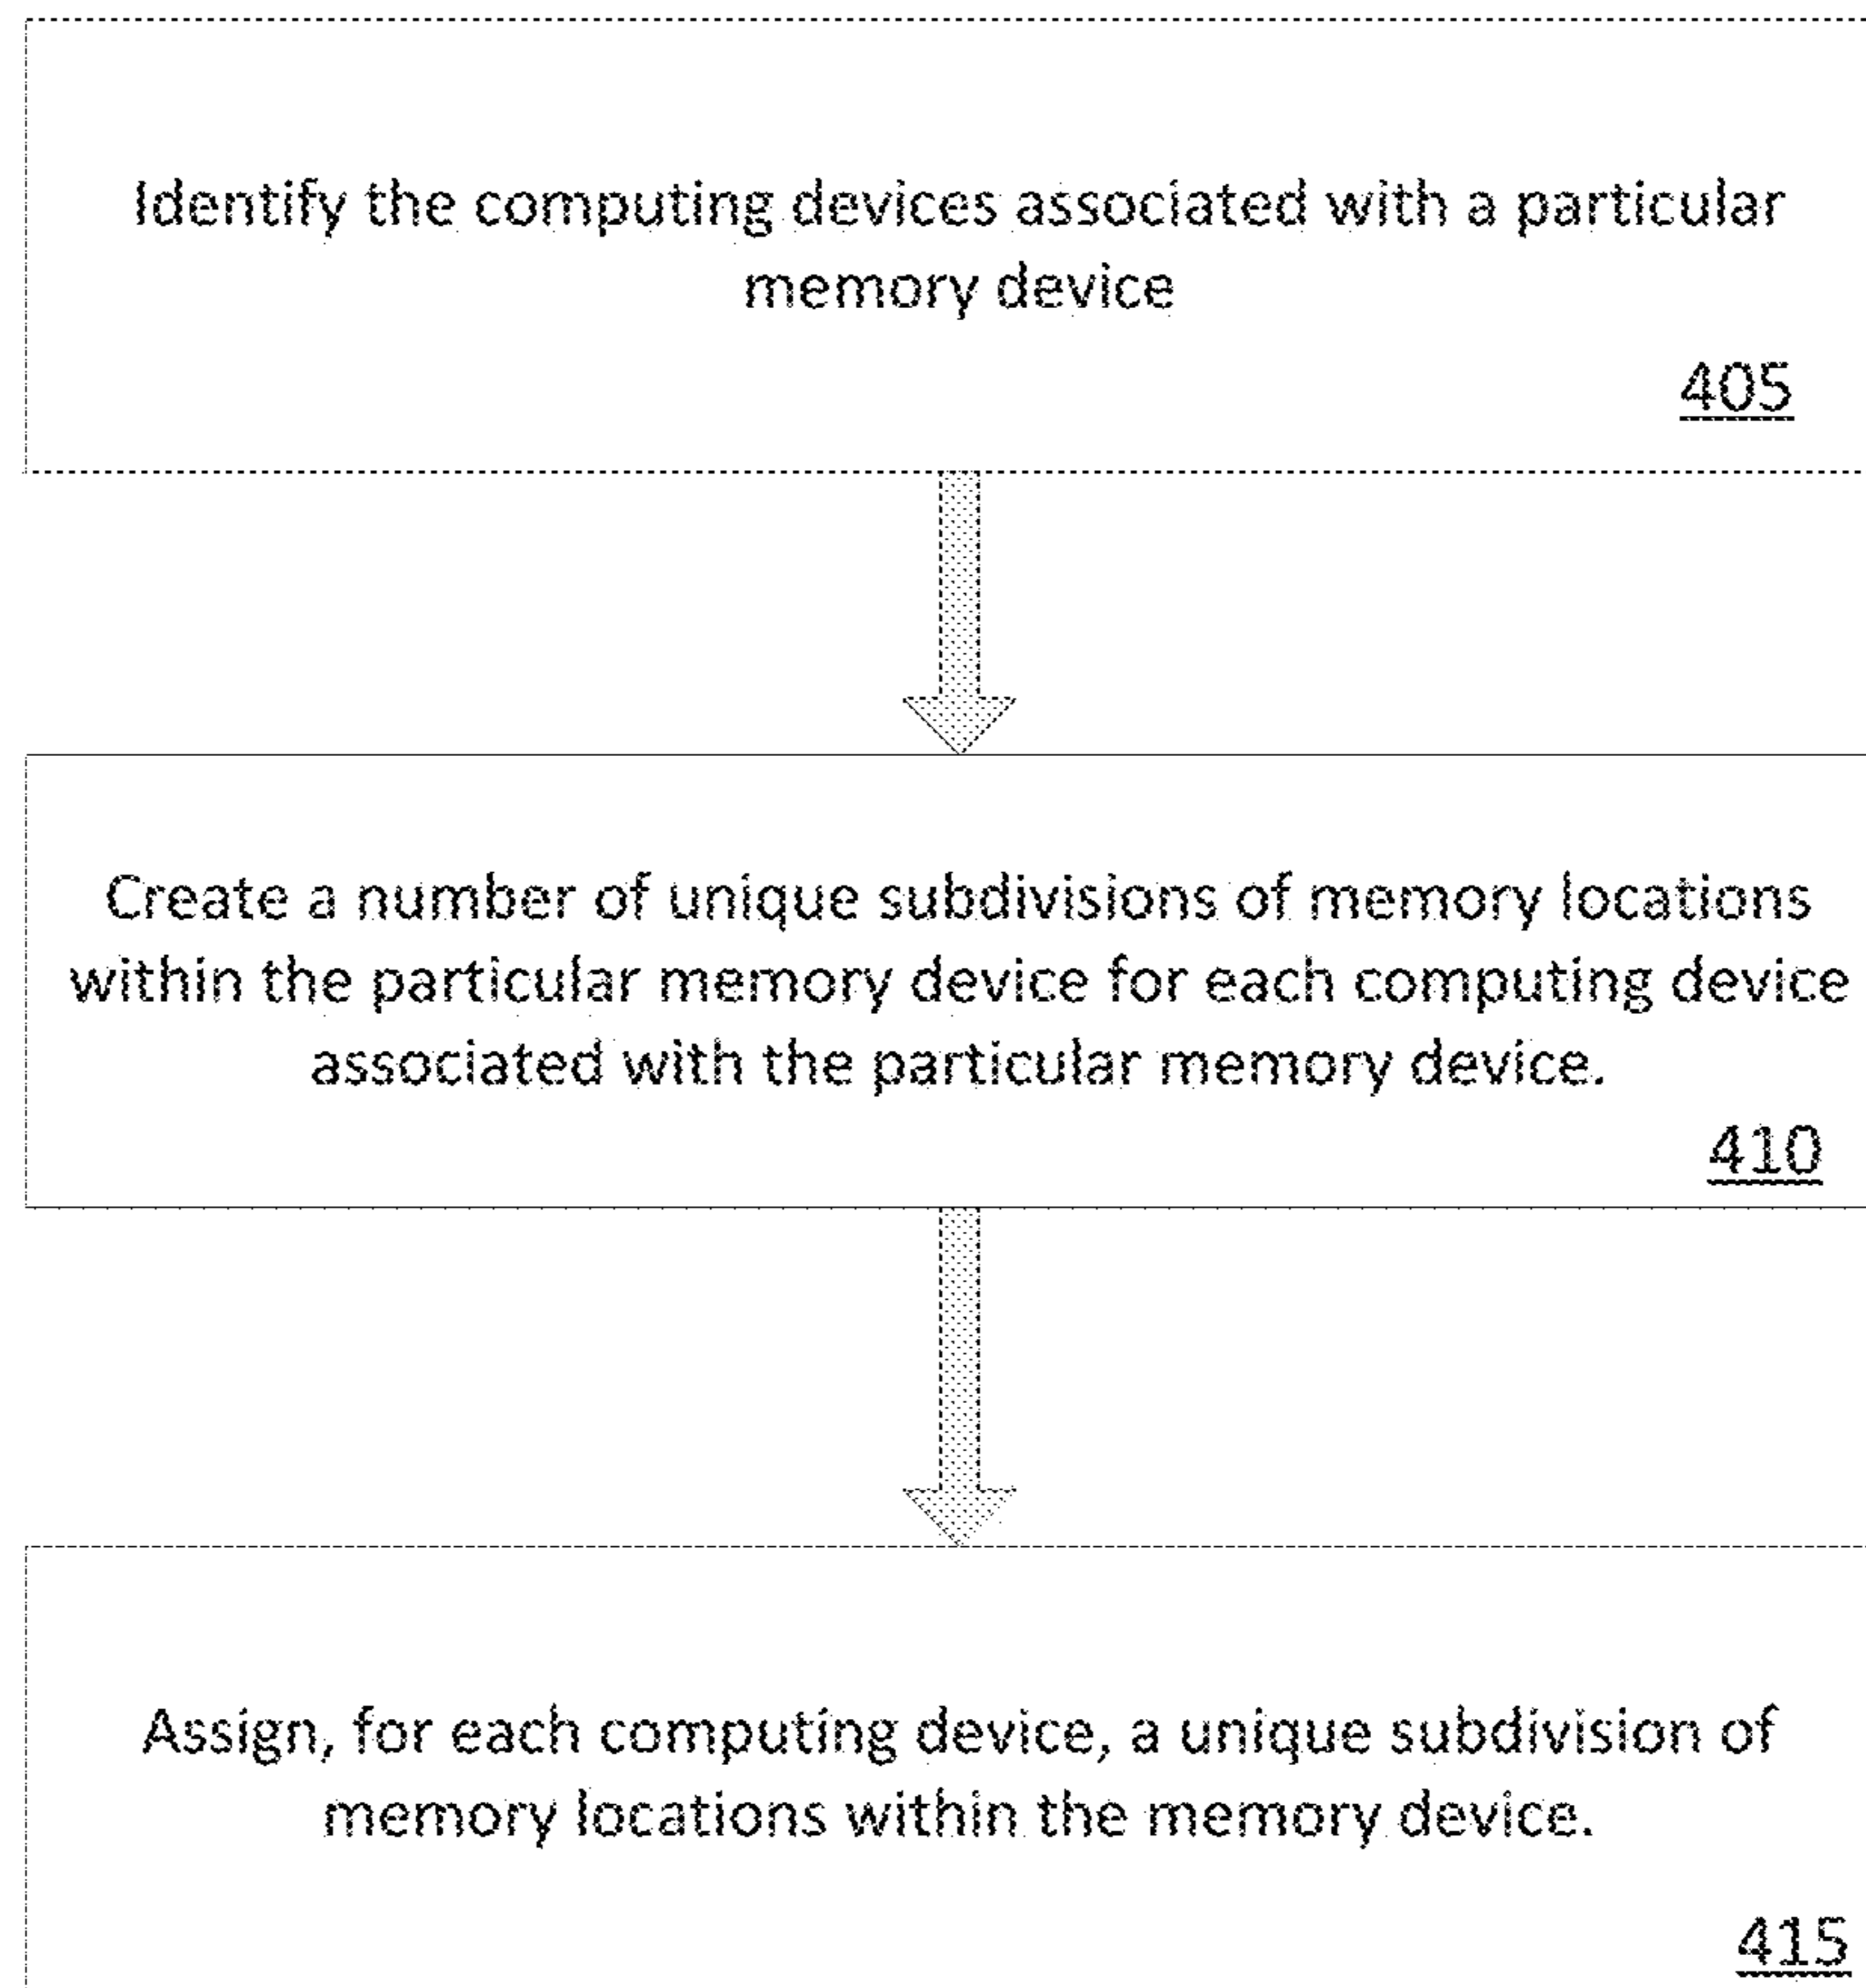 Identify the computing devices associated with a particular
memory device
405
Create a number of unique subdivisions of memory locations
within the particular memory device for each computing device
associated with the particular memory device.
410
Assign, for each computing device, a unique subdivision of
memory locations within the memory device.
415